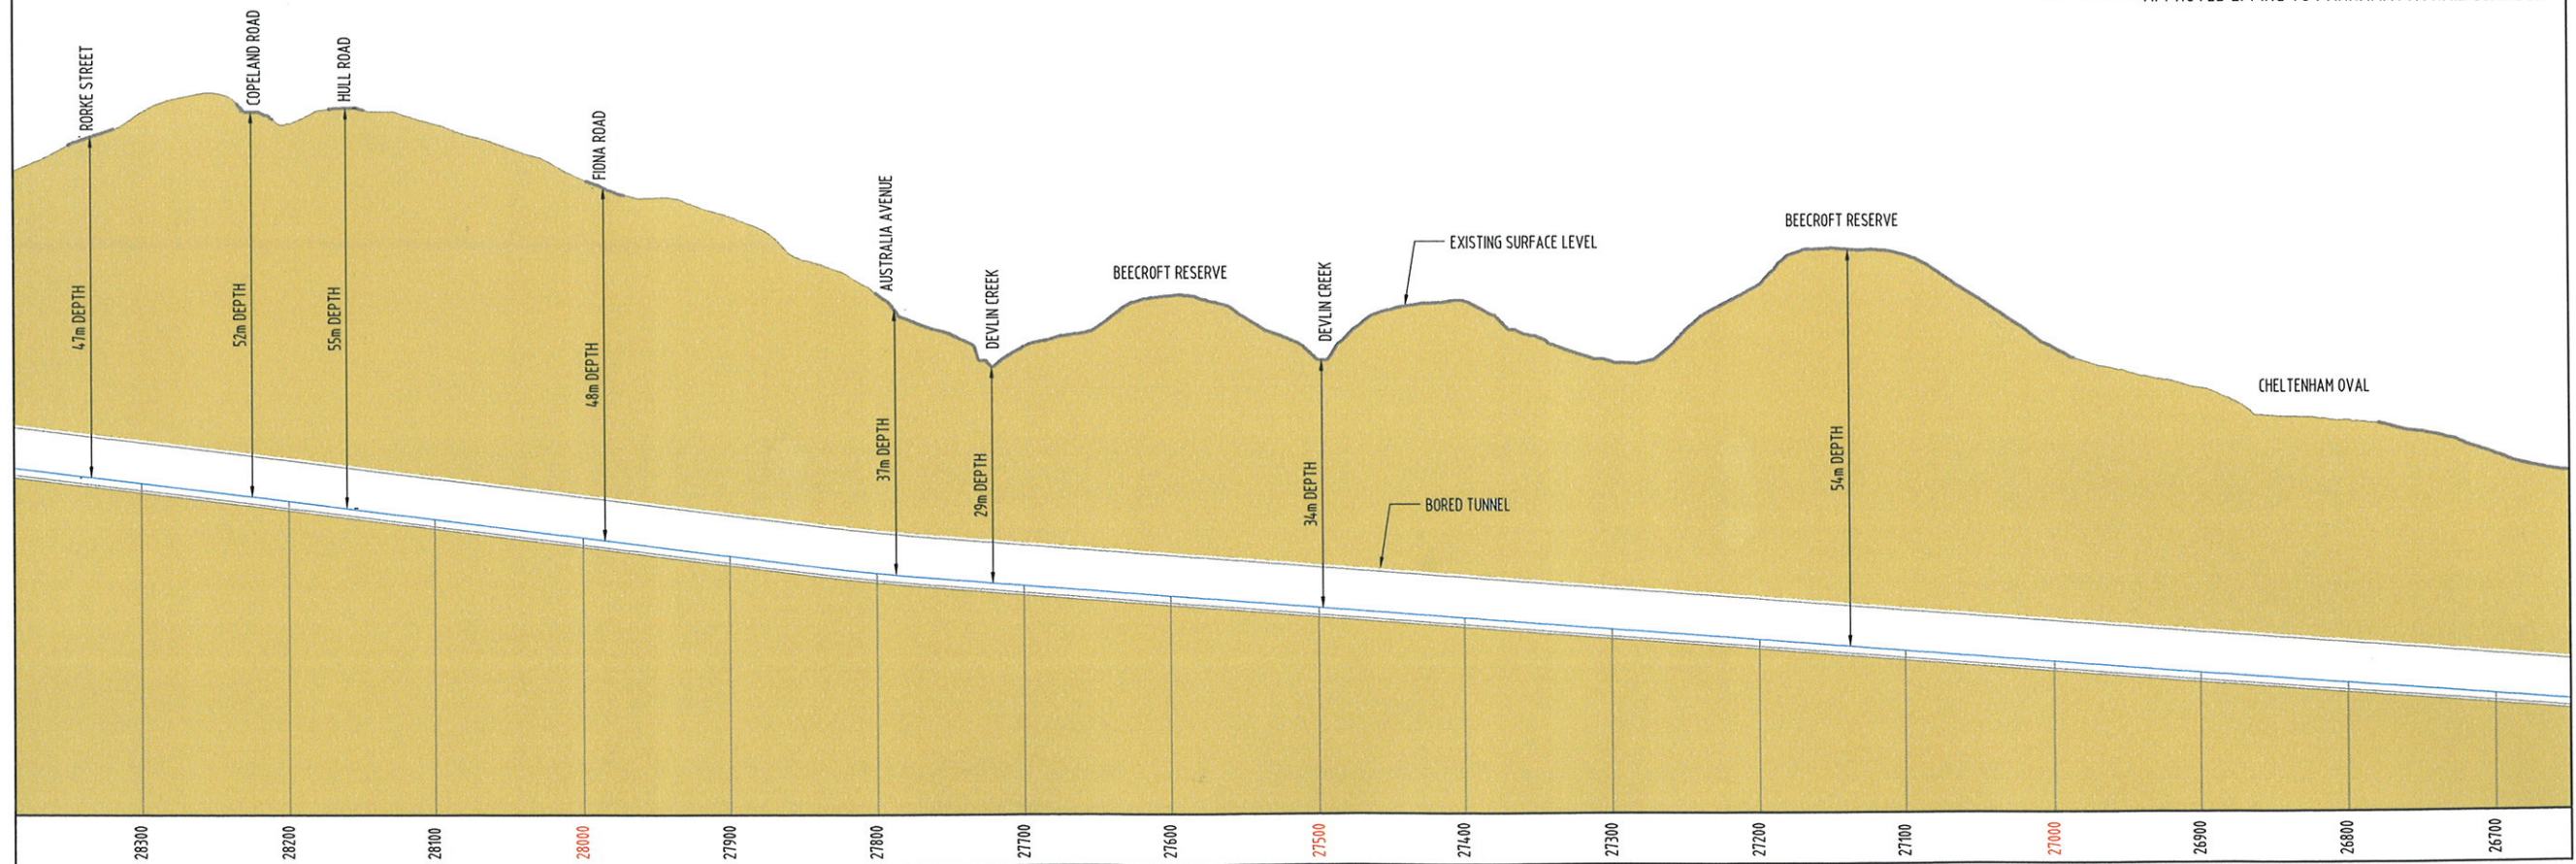 RORKE STREET
COPELAND ROAD
HULL ROAD
FIONA ROAD
AUSTRALIA AVENUE
DEVLIN CREEK
BEECROFT RESERVE
DEVLIN CREEK
EXISTING SURFACE LEVEL
BEECROFT RESERVE
CHELTENHAM OVAL
47m DEPTH
52m DEPTH
55m DEPTH
48m DEPTH
37m DEPTH
29m DEPTH
34m DEPTH
BORED TUNNEL
54m DEPTH
28300
28200
28100
28000
27900
27800
27700
27600
27500
27400
27300
27200
27100
27000
26900
26800
26700